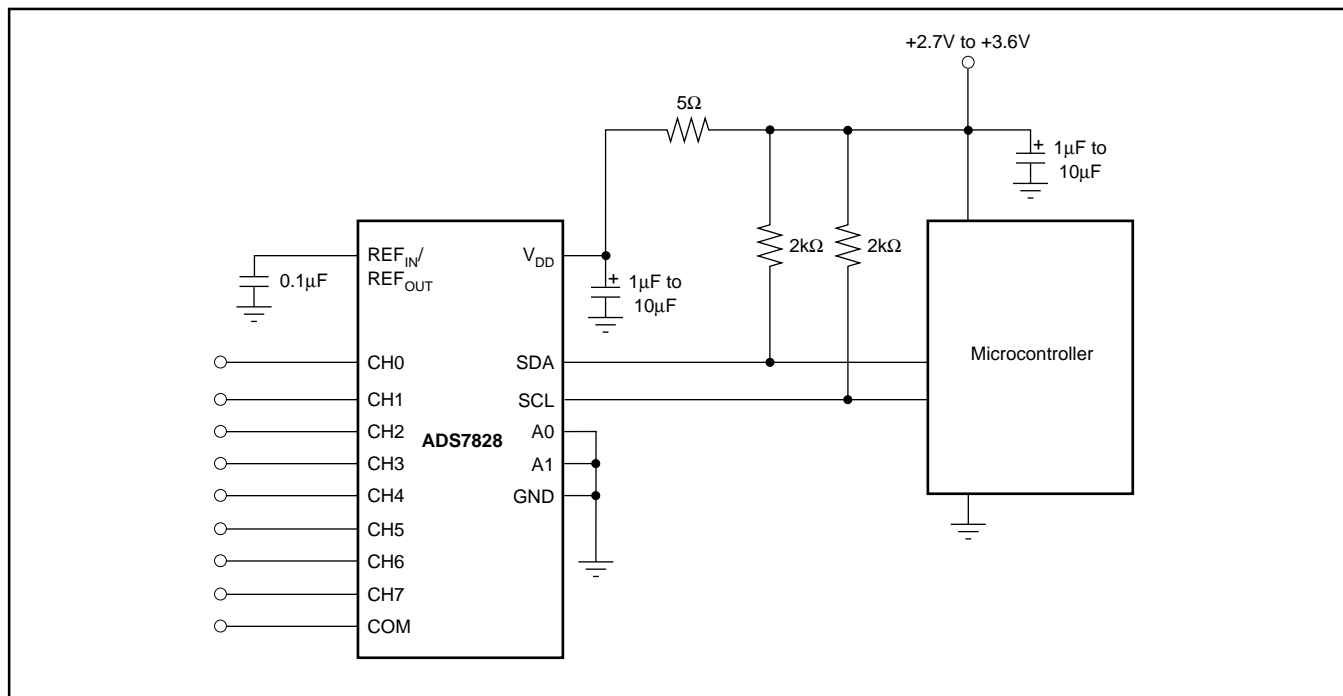 +2.7V to +3.6V
5Ω
+ 1μF to
10μF
REFIN/
REFOUT
VDD
0.1μF
+ 1μF to
10μF
2kΩ
2kΩ
CH0
SDA
Microcontroller
CH1
SCL
CH2
ADS7828
A0
CH3
A1
CH4
GND
CH5
CH6
CH7
COM